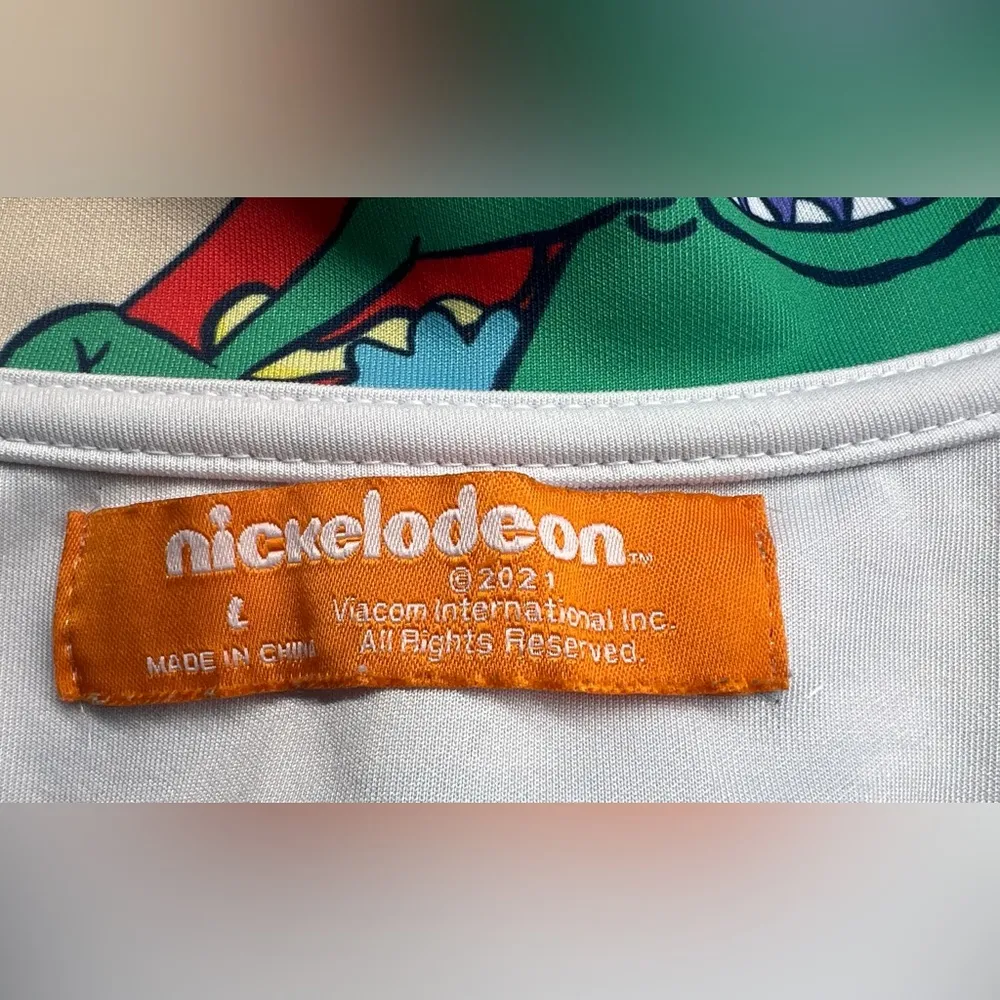 nickelodeon™
© 2021
L
Viacom International Inc.
All Rights Reserved.
MADE IN CHINA